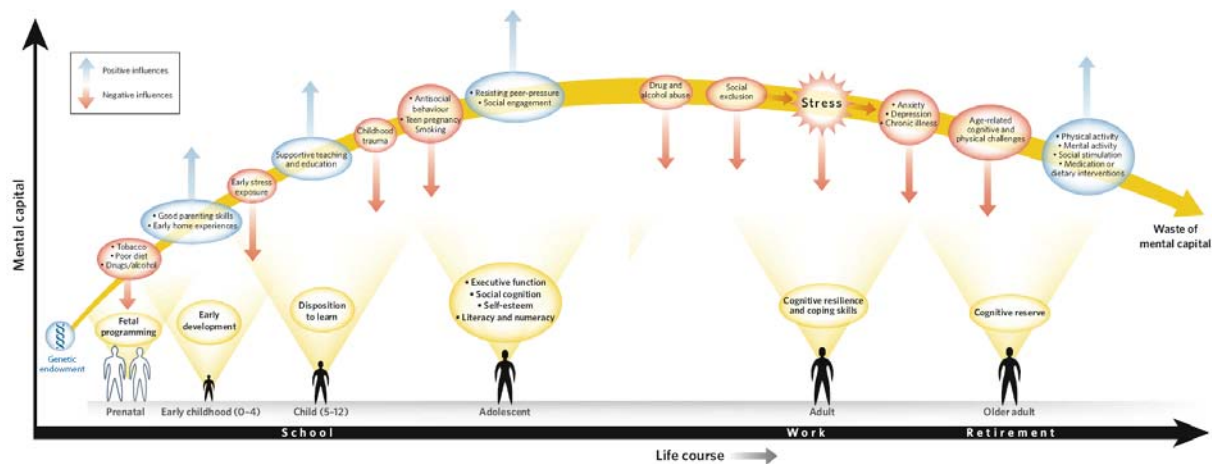 Mental capital
Positive influences
Negative influences
Genetic
endowment
• Tobacco
• Poor diet
• Drugs/alcohol
• Good parenting skills
• Early home experiences
Early stress
exposure
Supportive teaching
and education
Childhood
trauma
• Antisocial
behaviour
• Teen pregnancy
Smoking
• Resisting peer-pressure
• Social engagement
Drug and
alcohol abuse
Social
exclusion
Stress
• Anxiety
• Depression
• Chronic illness
Age-related
cognitive and
physical challenges
• Physical activity
• Mental activity
• Social stimulation
• Medication or
dietary interventions
Waste of
mental capital
Fetal
programming
Early
development
Disposition
to learn
• Executive function
• Social cognition
• Self-esteem
• Literacy and numeracy
Cognitive resilience
and coping skills
Cognitive reserve
Prenatal
Early childhood (0–4)
Child (5–12)
Adolescent
Adult
Older adult
School
Work
Retirement
Life course